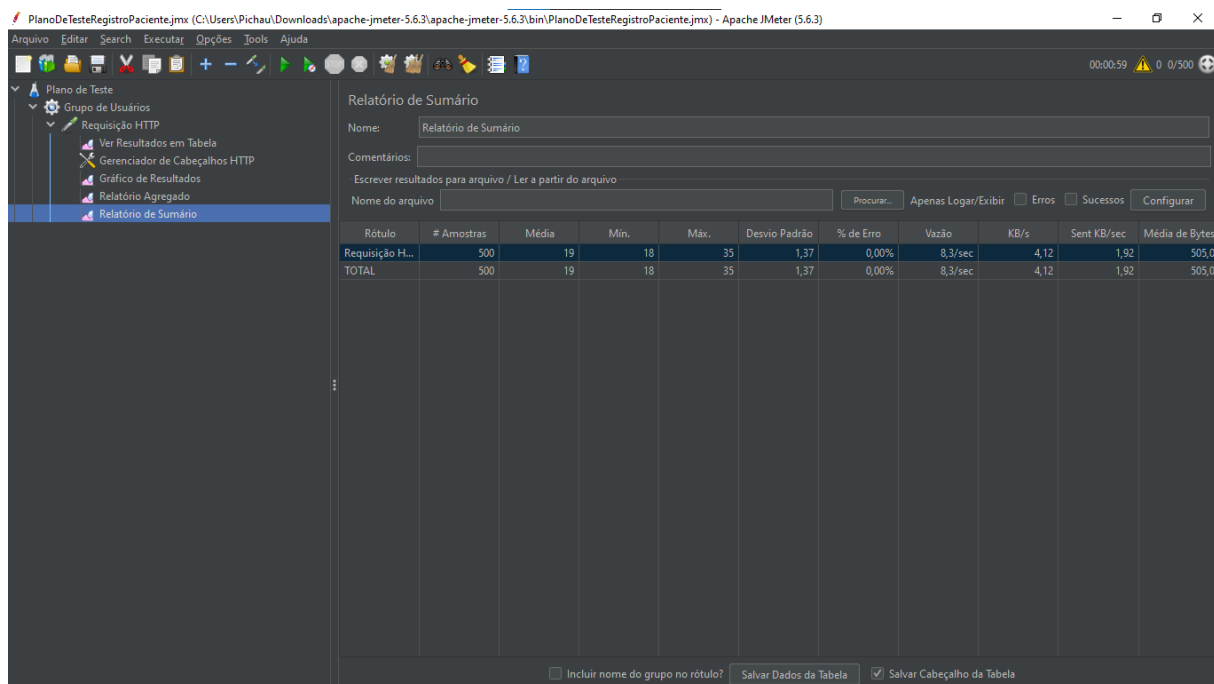 PlanoDeTesteRegistroPaciente.jmx (C:\Users\Pichau\Downloads\apache-jmeter-5.6.3\apache-jmeter-5.6.3\bin\PlanoDeTesteRegistroPaciente.jmx) - Apache JMeter (5.6.3)
Arquivo Editar Search Executar Opções Tools Ajuda
00:00:59 0 0/500
Plano de Teste
Grupo de Usuários
Requisição HTTP
Ver Resultados em Tabela
Gerenciador de Cabeçalhos HTTP
Gráfico de Resultados
Relatório Agregado
Relatório de Sumário
Relatório de Sumário
Nome: Relatório de Sumário
Comentários:
Escrever resultados para arquivo / Ler a partir do arquivo
Nome do arquivo Procurar... Apenas Logar/Exibir Erros Sucessos Configurar
Rótulo # Amostras Média Mín. Máx. Desvio Padrão % de Erro Vazão KB/s Sent KB/sec Média de Bytes
Requisição H... 500 19 18 35 1,37 0,00% 8,3/sec 4,12 1,92 505,0
TOTAL 500 19 18 35 1,37 0,00% 8,3/sec 4,12 1,92 505,0
Incluir nome do grupo no rótulo? Salvar Dados da Tabela Salvar Cabeçalho da Tabela